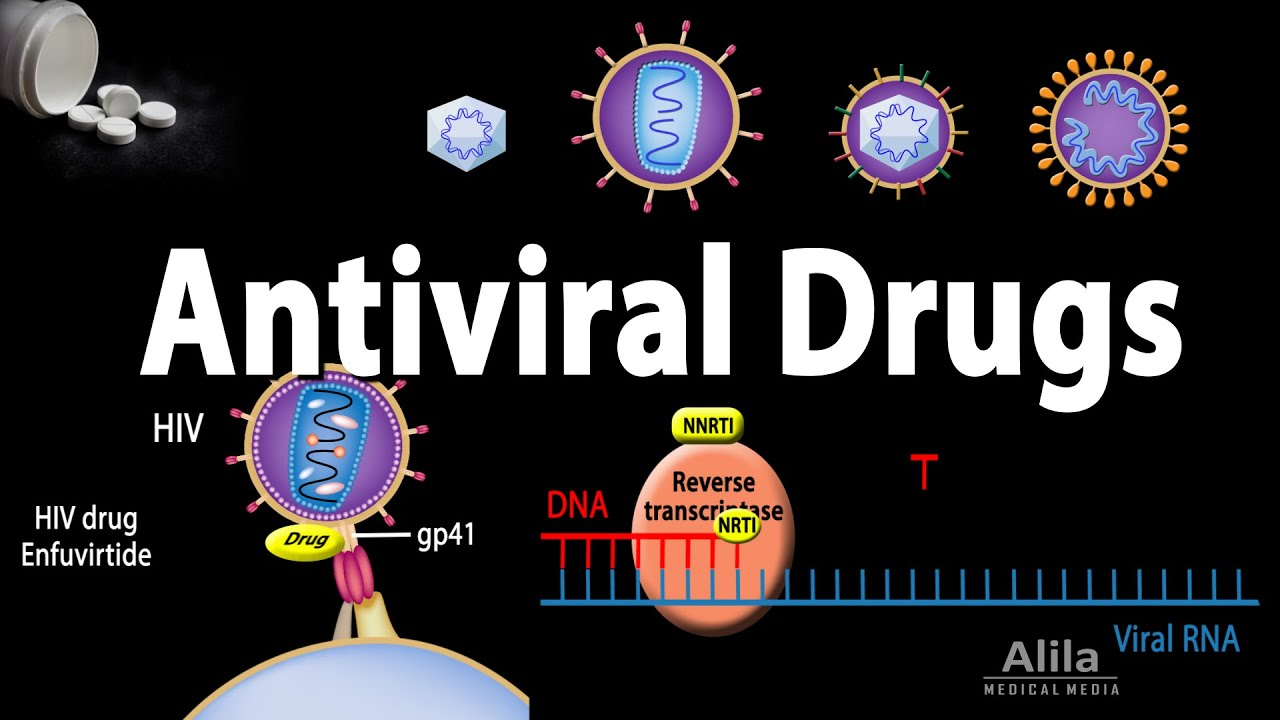 Antiviral Drugs
HIV
HIV drug
Enfuvirtide
Drug
gp41
NNRTI
Reverse
transcriptase
NRTI
DNA
Viral RNA
Alila
MEDICAL MEDIA